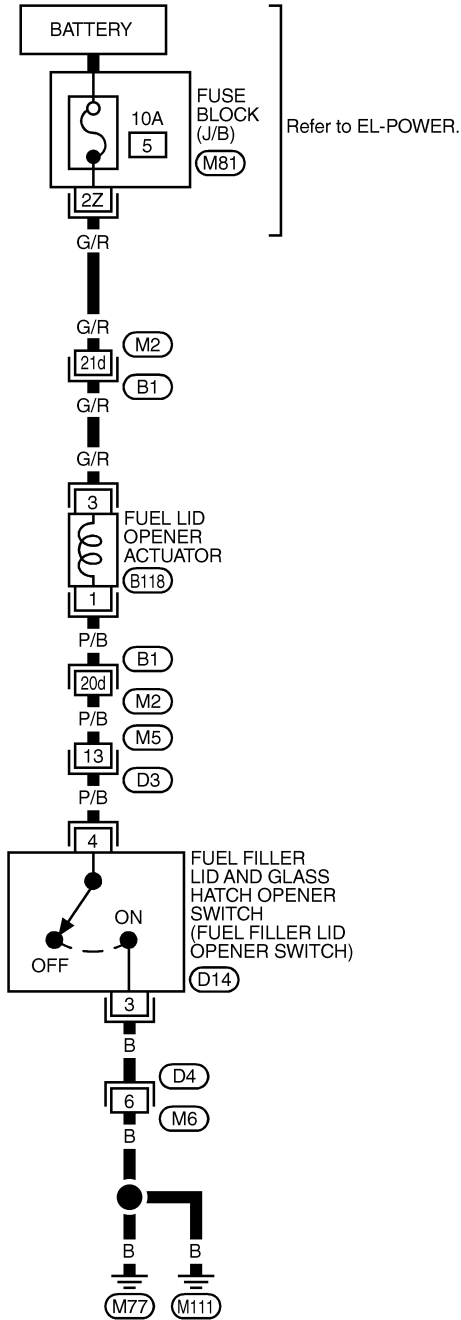 BATTERY
10A
5
FUSE
BLOCK
(J/B)
M81
Refer to EL-POWER.
2Z
G/R
G/R
M2
21d
B1
G/R
G/R
3
FUEL LID
OPENER
ACTUATOR
B118
1
P/B
B1
20d
M2
P/B
M5
13
D3
P/B
4
FUEL FILLER
LID AND GLASS
HATCH OPENER
SWITCH
(FUEL FILLER LID
OPENER SWITCH)
D14
ON
OFF
3
B
D4
6
M6
B
B
B
M77
M111